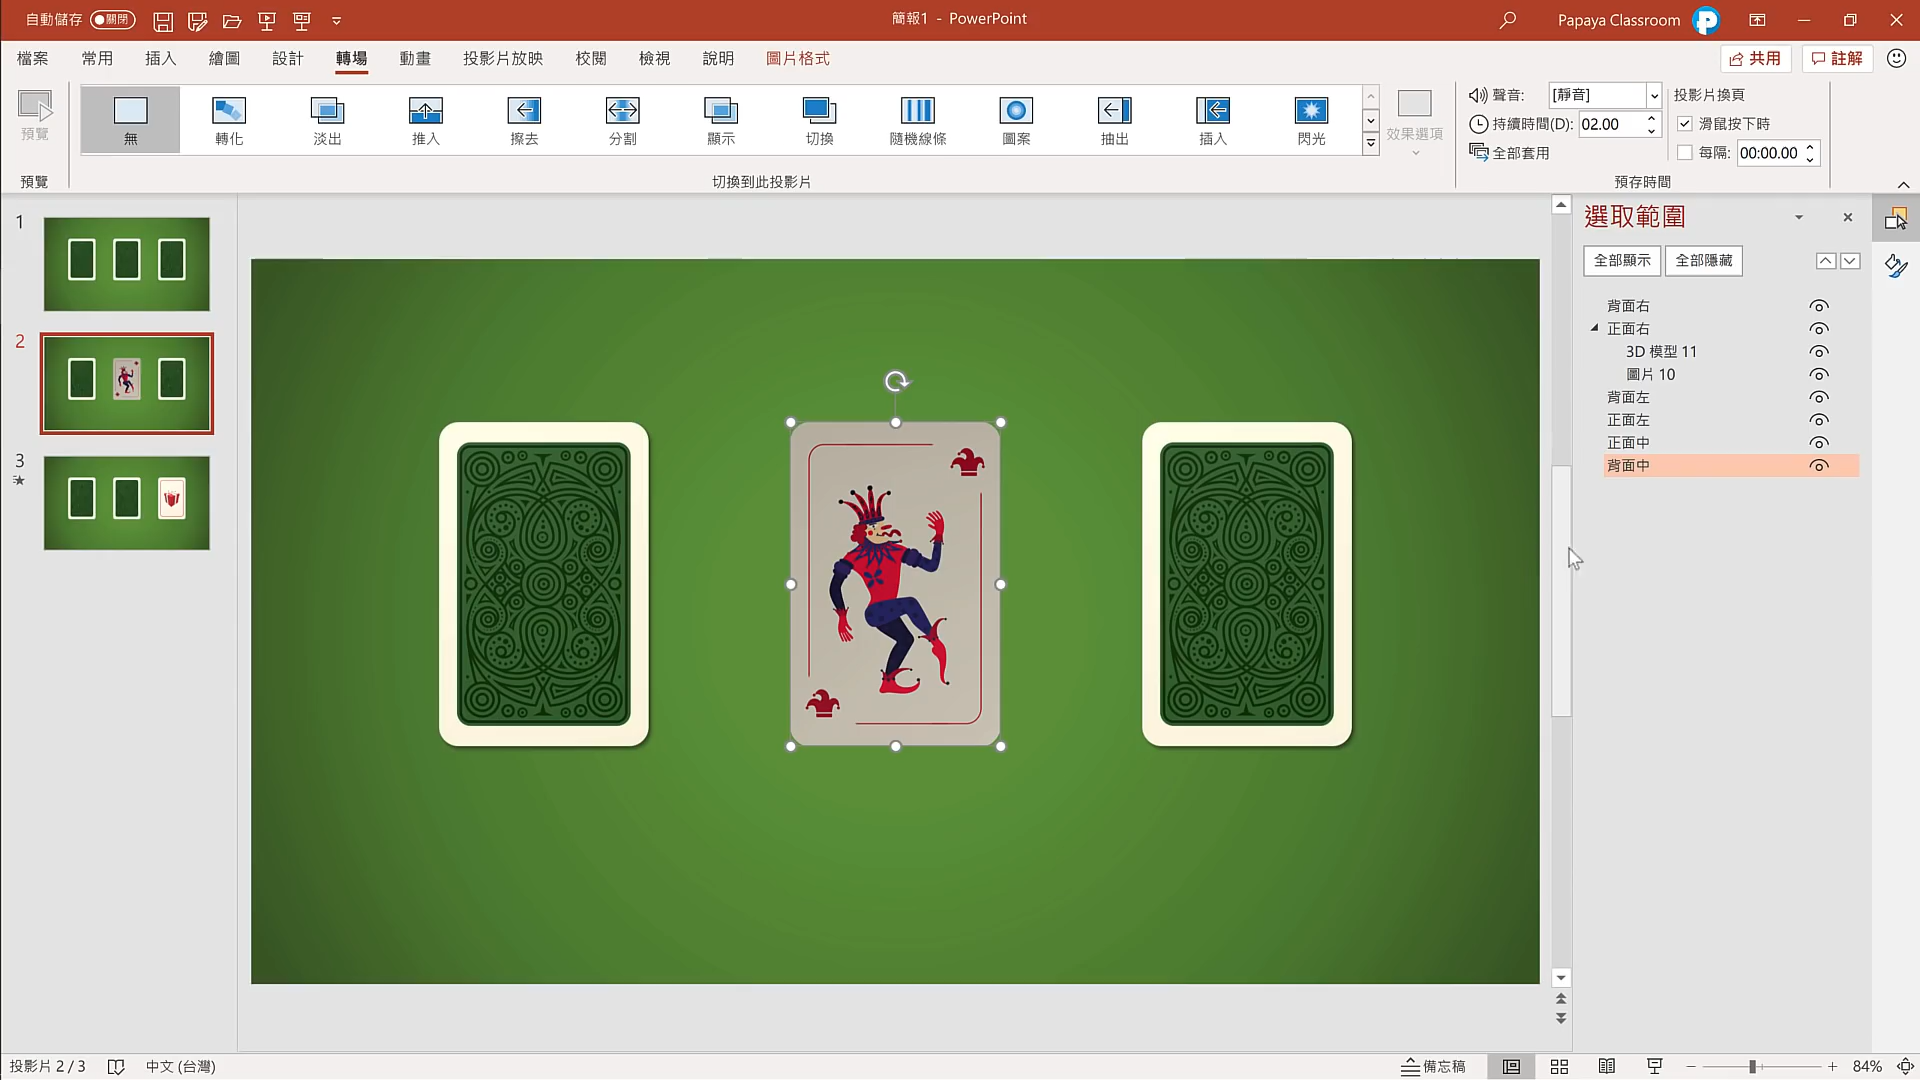 自動儲存 關閉 簡報1 - PowerPoint Papaya Classroom
檔案 常用 插入 繪圖 設計 轉場 動畫 投影片放映 校閱 檢視 說明 圖片格式 共用 註解
預覽 無 轉化 淡出 推入 擦去 分割 顯示 切換 隨機線條 圖案 抽出 插入 閃光 效果選項
聲音: [靜音] 投影片換頁
持續時間(D): 02.00 滑鼠按下時
全部套用 每隔: 00:00.00
預覽 切換到此投影片 預存時間
1
2
3
選取範圍
全部顯示 全部隱藏
背面右
正面右
3D 模型 11
圖片 10
背面左
正面左
正面中
背面中
投影片 2 / 3 中文 (台灣) 備忘稿 84%